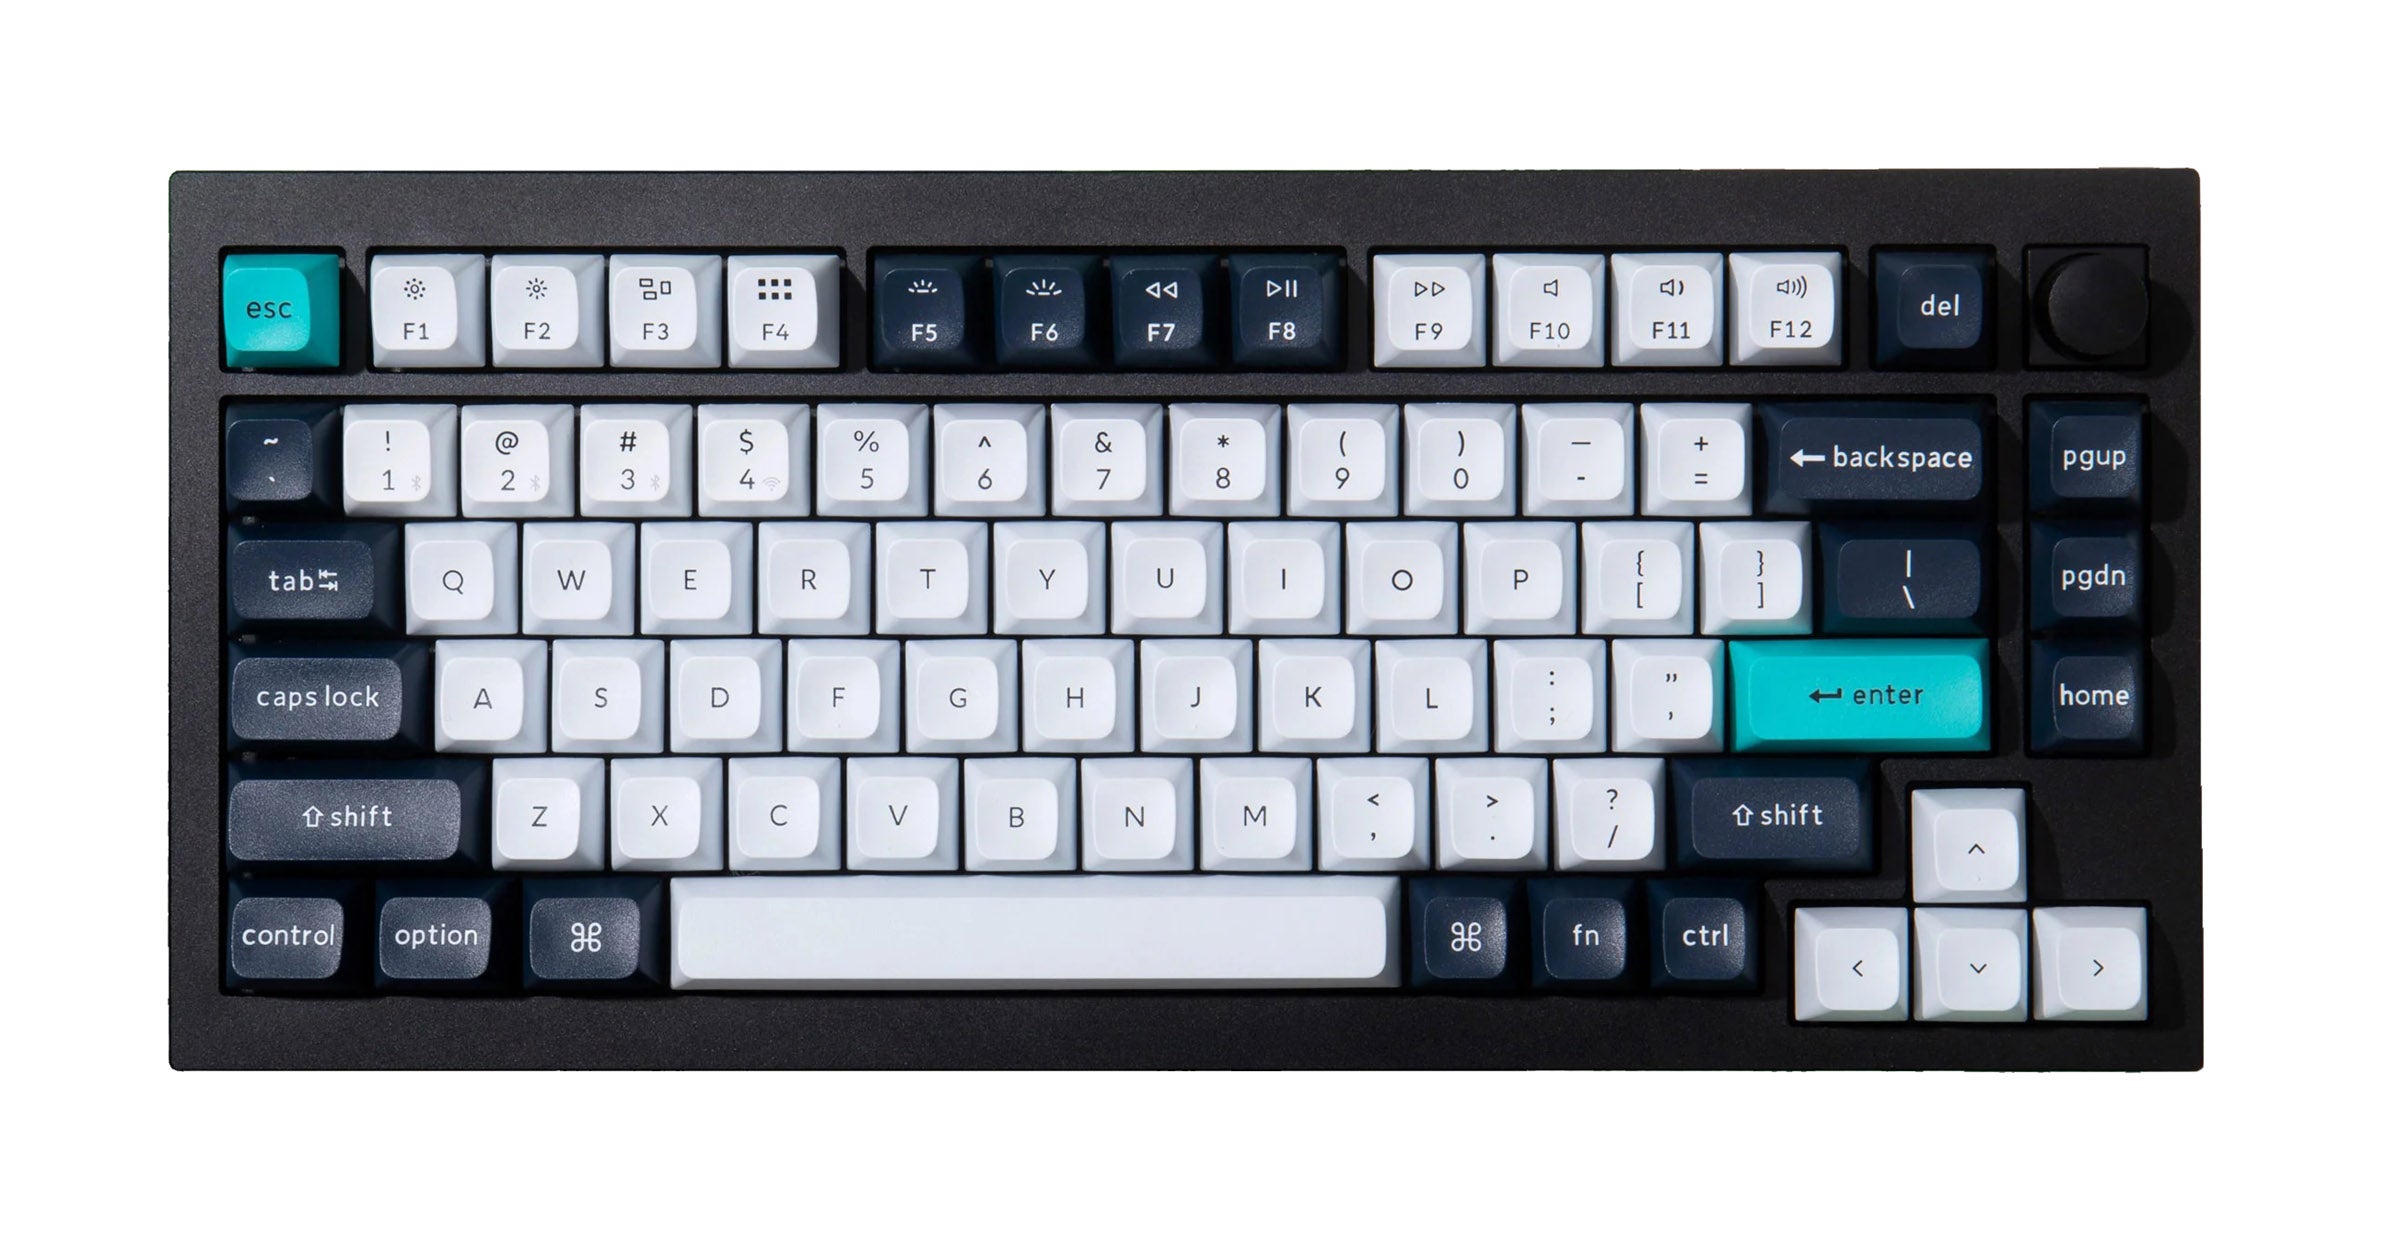 esc F1 F2 F3 F4 F5 F6 F7 F8 F9 F10 F11 F12 del
~ ! @ # $ % ^ & * ( ) — +
` 1 2 3 4 5 6 7 8 9 0 - = backspace pgup
tab Q W E R T Y U I O P { } |
[ ] \ pgdn
caps lock A S D F G H J K L : " enter home
; ,
shift Z X C V B N M < > ? shift ^
, . /
control option ⌘ ⌘ fn ctrl < ⌄ >